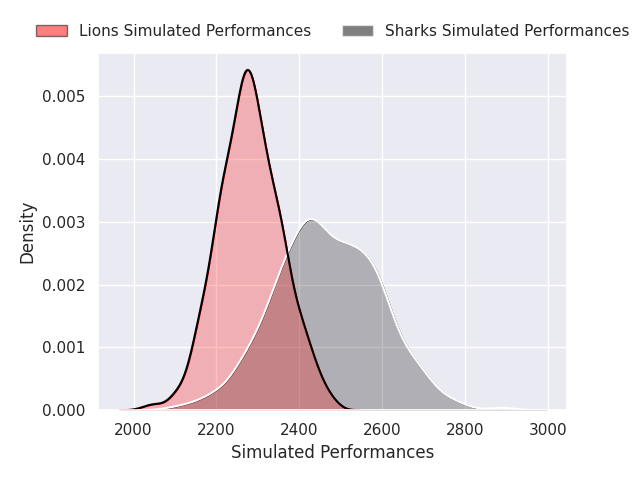 Lions Simulated Performances Sharks Simulated Performances
0.005
0.004
0.003
0.002
0.001
0.000
Density
2000 2200 2400 2600 2800 3000
Simulated Performances